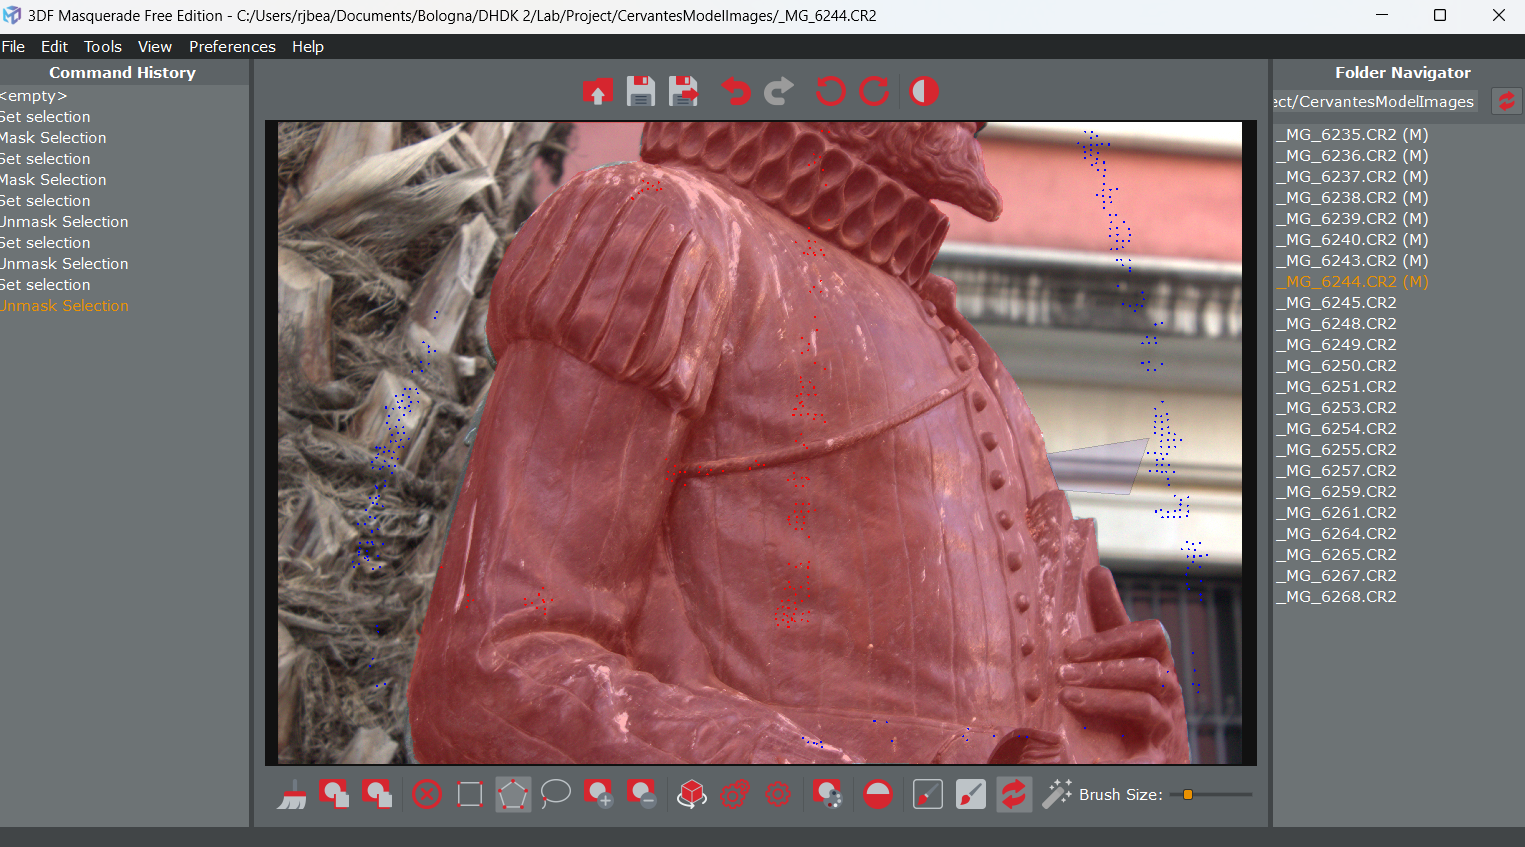 3DF Masquerade Free Edition - C:/Users/rjbea/Documents/Bologna/DHDK 2/Lab/Project/CervantesModelImages/_MG_6244.CR2
File Edit Tools View Preferences Help
Command History
<empty>
Set selection
Mask Selection
Set selection
Mask Selection
Set selection
Unmask Selection
Set selection
Unmask Selection
Set selection
Unmask Selection
Folder Navigator
ect/CervantesModelImages
_MG_6235.CR2 (M)
_MG_6236.CR2 (M)
_MG_6237.CR2 (M)
_MG_6238.CR2 (M)
_MG_6239.CR2 (M)
_MG_6240.CR2 (M)
_MG_6243.CR2 (M)
_MG_6244.CR2 (M)
_MG_6245.CR2
_MG_6248.CR2
_MG_6249.CR2
_MG_6250.CR2
_MG_6251.CR2
_MG_6253.CR2
_MG_6254.CR2
_MG_6255.CR2
_MG_6257.CR2
_MG_6259.CR2
_MG_6261.CR2
_MG_6264.CR2
_MG_6265.CR2
_MG_6267.CR2
_MG_6268.CR2
Brush Size: